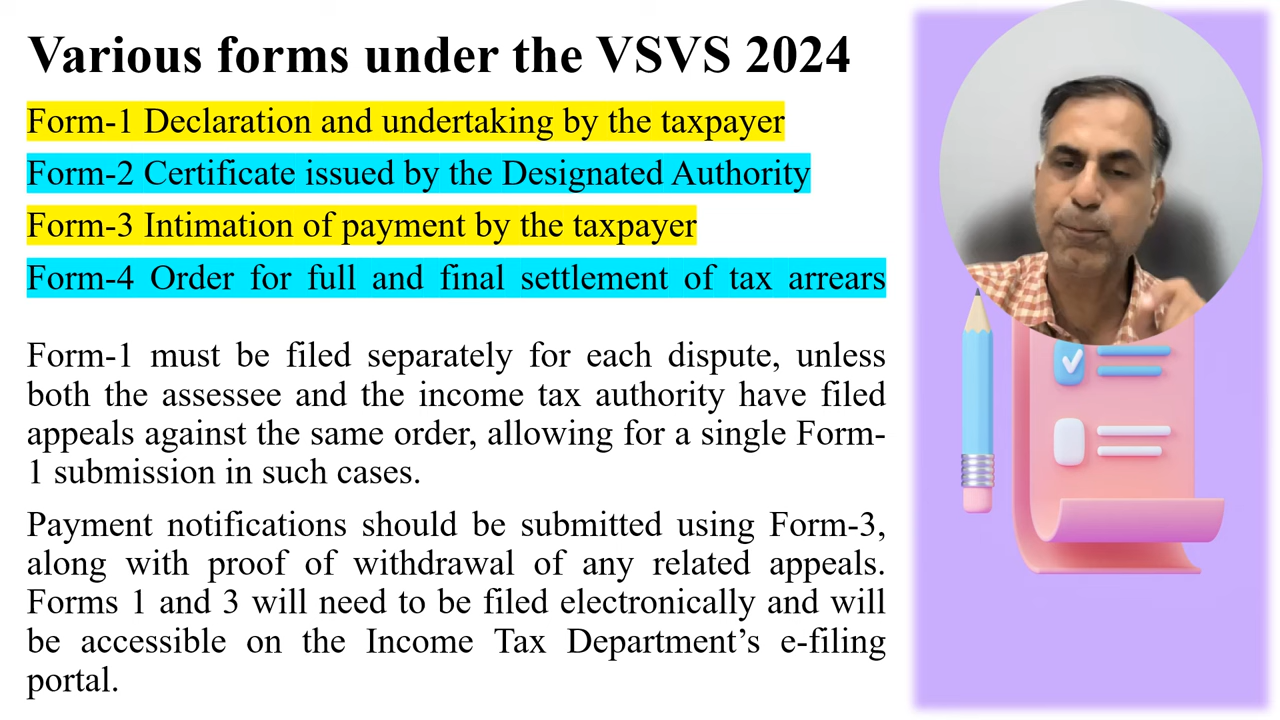 Various forms under the VSVS 2024
Form-1 Declaration and undertaking by the taxpayer
Form-2 Certificate issued by the Designated Authority
Form-3 Intimation of payment by the taxpayer
Form-4 Order for full and final settlement of tax arrears
Form-1 must be filed separately for each dispute, unless
both the assessee and the income tax authority have filed
appeals against the same order, allowing for a single Form-
1 submission in such cases.
Payment notifications should be submitted using Form-3,
along with proof of withdrawal of any related appeals.
Forms 1 and 3 will need to be filed electronically and will
be accessible on the Income Tax Department’s e-filing
portal.